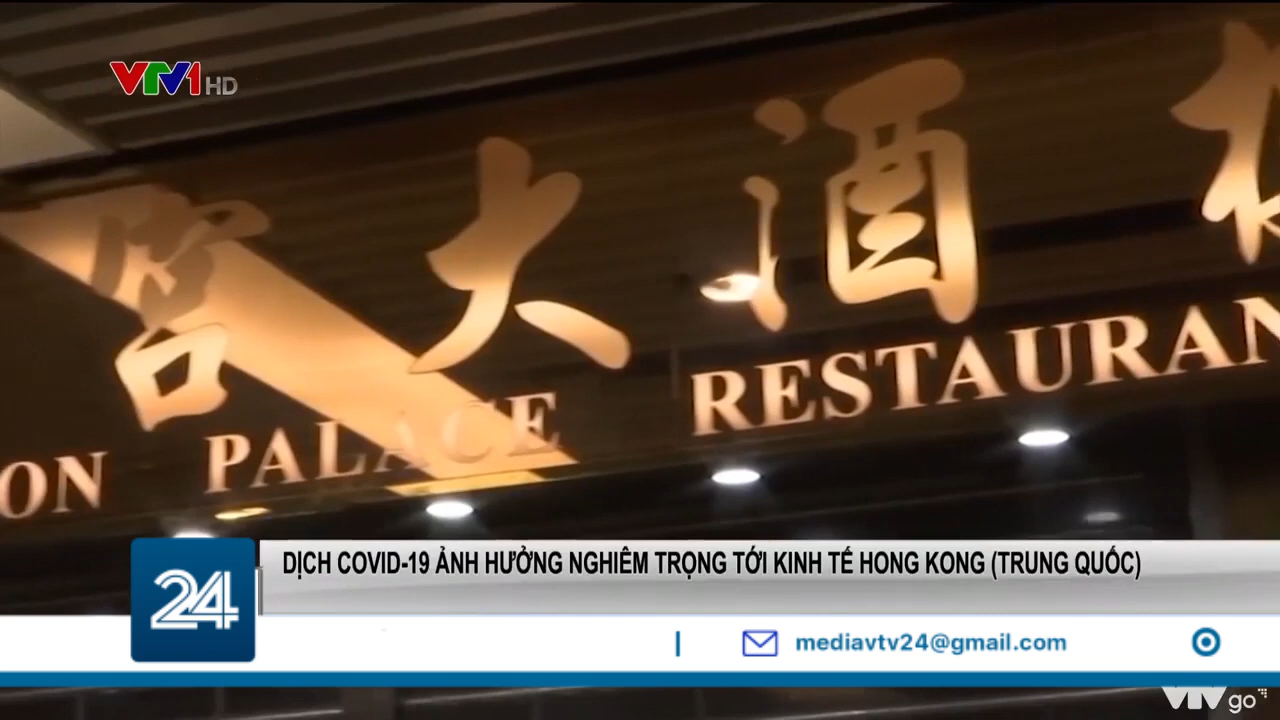 VTV1 HD
宮大酒
ON PALACE RESTAURAN
24
DỊCH COVID-19 ẢNH HƯỞNG NGHIÊM TRỌNG TỚI KINH TẾ HONG KONG (TRUNG QUỐC)
mediavtv24@gmail.com
VTV go